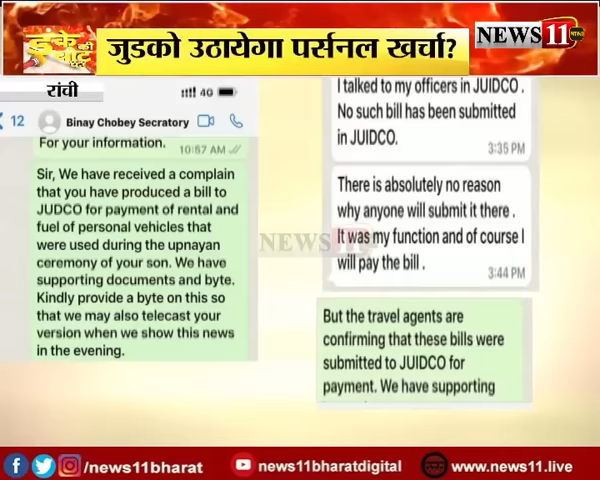 डंके की चोट पर
जुडको उठायेगा पर्सनल खर्चा?
NEWS 11 भारत
रांची
4G
12
Binay Chobey Secratory
For your information.
10:57 AM
Sir, We have received a complain
that you have produced a bill to
JUDCO for payment of rental and
fuel of personal vehicles that
were used during the upnayan
ceremony of your son. We have
supporting documents and byte.
Kindly provide a byte on this so
that we may also telecast your
version when we show this news
in the evening.
I talked to my officers in JUIDCO .
No such bill has been submitted
in JUIDCO.
3:35 PM
There is absolutely no reason
why anyone will submit it there .
It was my function and of course I
will pay the bill .
3:44 PM
But the travel agents are
confirming that these bills were
submitted to JUIDCO for
payment. We have supporting
NEWS 11
/news11bharat
/news11bharatdigital
www.news11.live